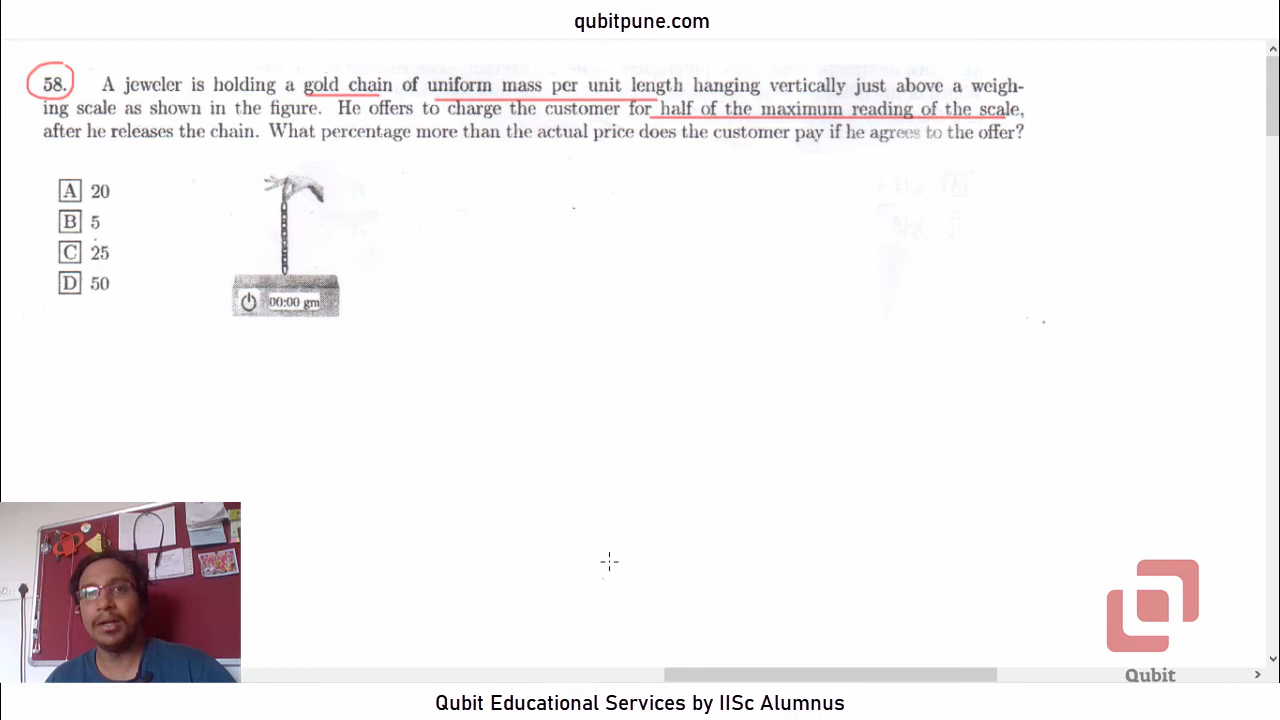 qubitpune.com
58. A jeweler is holding a gold chain of uniform mass per unit length hanging vertically just above a weigh-
ing scale as shown in the figure. He offers to charge the customer for half of the maximum reading of the scale,
after he releases the chain. What percentage more than the actual price does the customer pay if he agrees to the offer?
A 20
B 5
C 25
D 50
00:00 gm
Qubit
Qubit Educational Services by IISc Alumnus